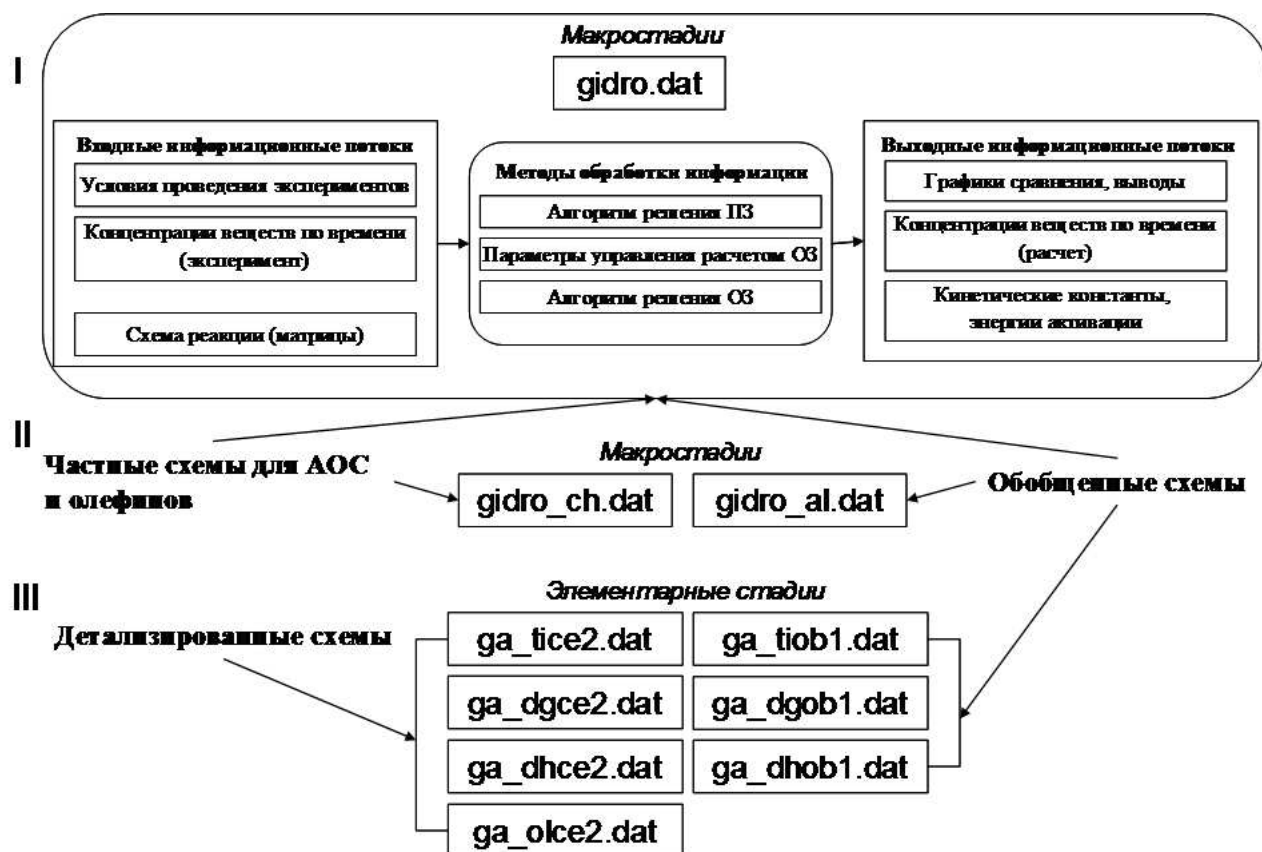 I
Макростадии
gidro.dat
Входные информационные потоки
Условия проведения экспериментов
Концентрации веществ по времени
(эксперимент)
Схема реакции (матрицы)
Методы обработки информации
Алгоритм решения ПЗ
Параметры управления расчетом ОЗ
Алгоритм решения ОЗ
Выходные информационные потоки
Графики сравнения, выводы
Концентрации веществ по времени
(расчет)
Кинетические константы,
энергии активации
II
Частные схемы для АОС
и олефинов
Макростадии
gidro_ch.dat
gidro_al.dat
Обобщенные схемы
III
Элементарные стадии
Детализированные схемы
ga_tice2.dat
ga_tiob1.dat
ga_dgce2.dat
ga_dgob1.dat
ga_dhce2.dat
ga_dhob1.dat
ga_olce2.dat